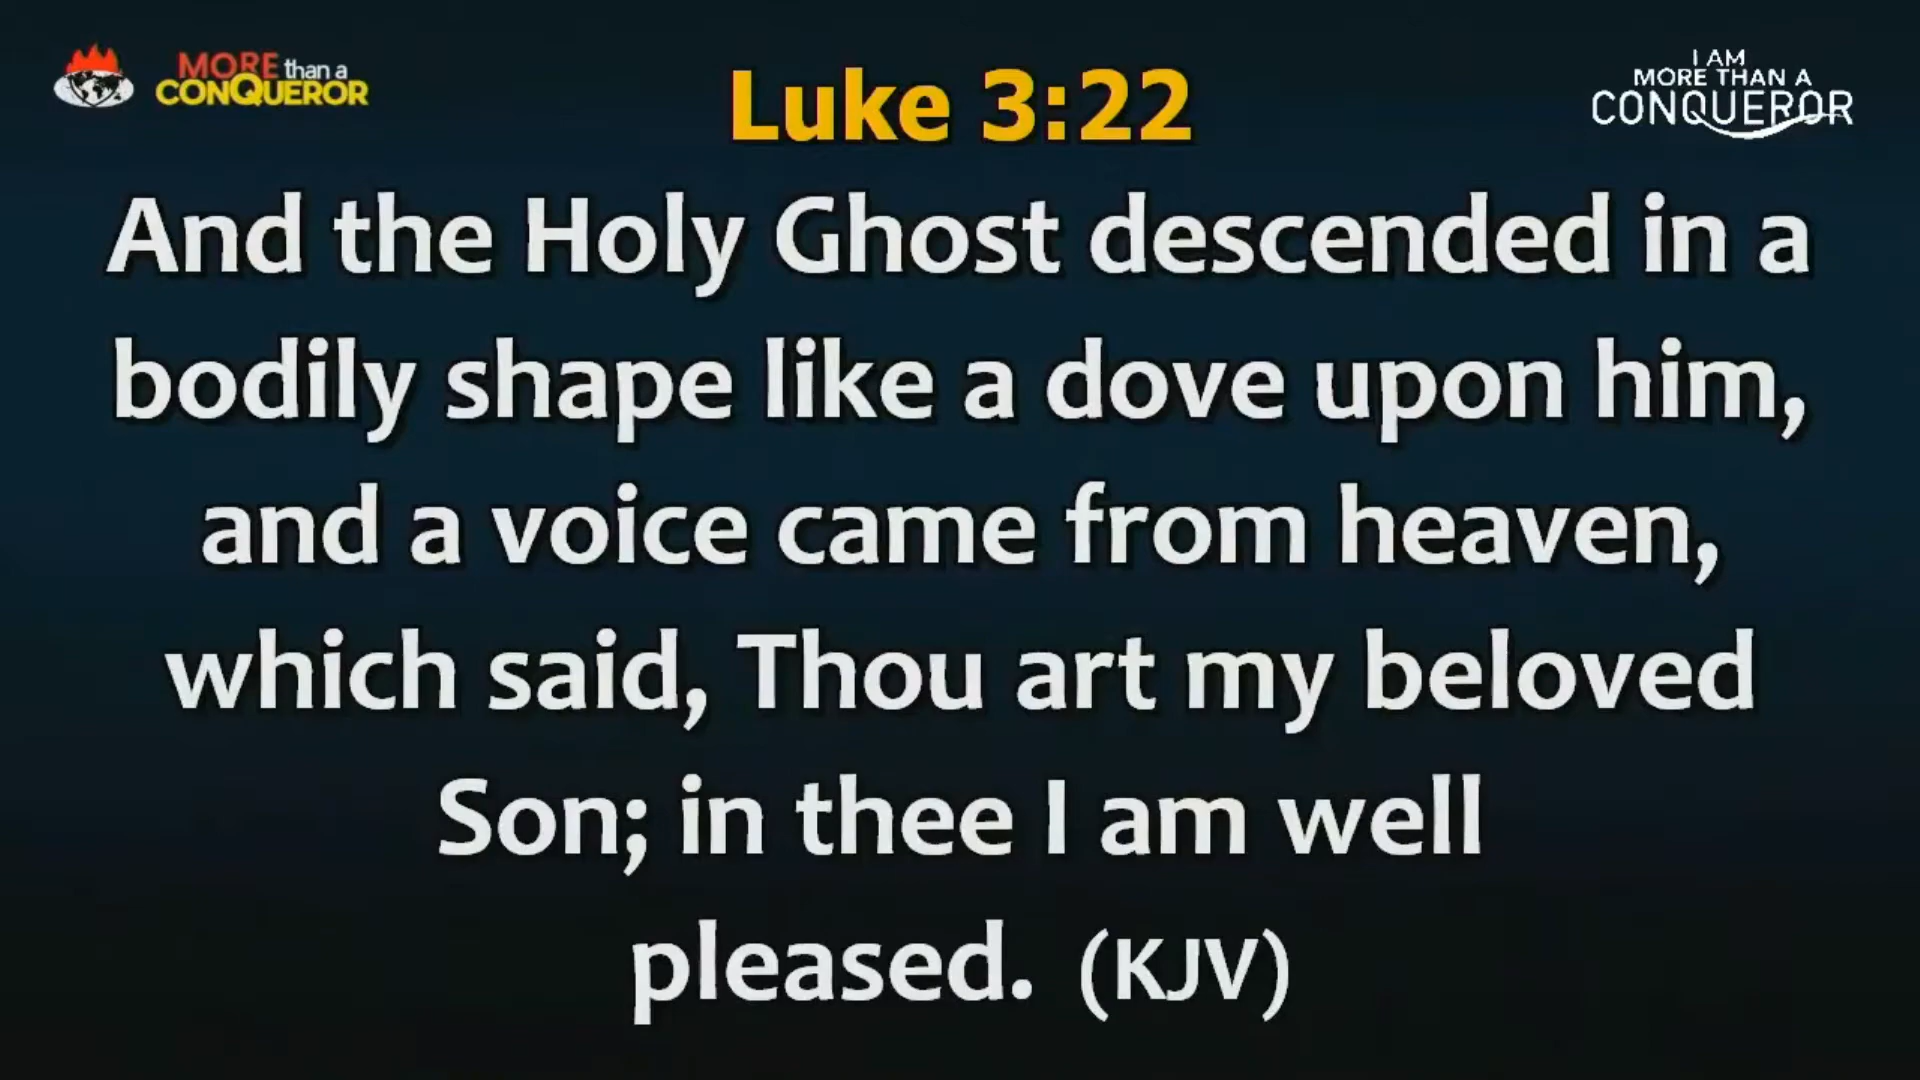 MORE than a
CONQUEROR
Luke 3:22
I AM
MORE THAN A
CONQUEROR
And the Holy Ghost descended in a
bodily shape like a dove upon him,
and a voice came from heaven,
which said, Thou art my beloved
Son; in thee I am well
pleased. (KJV)